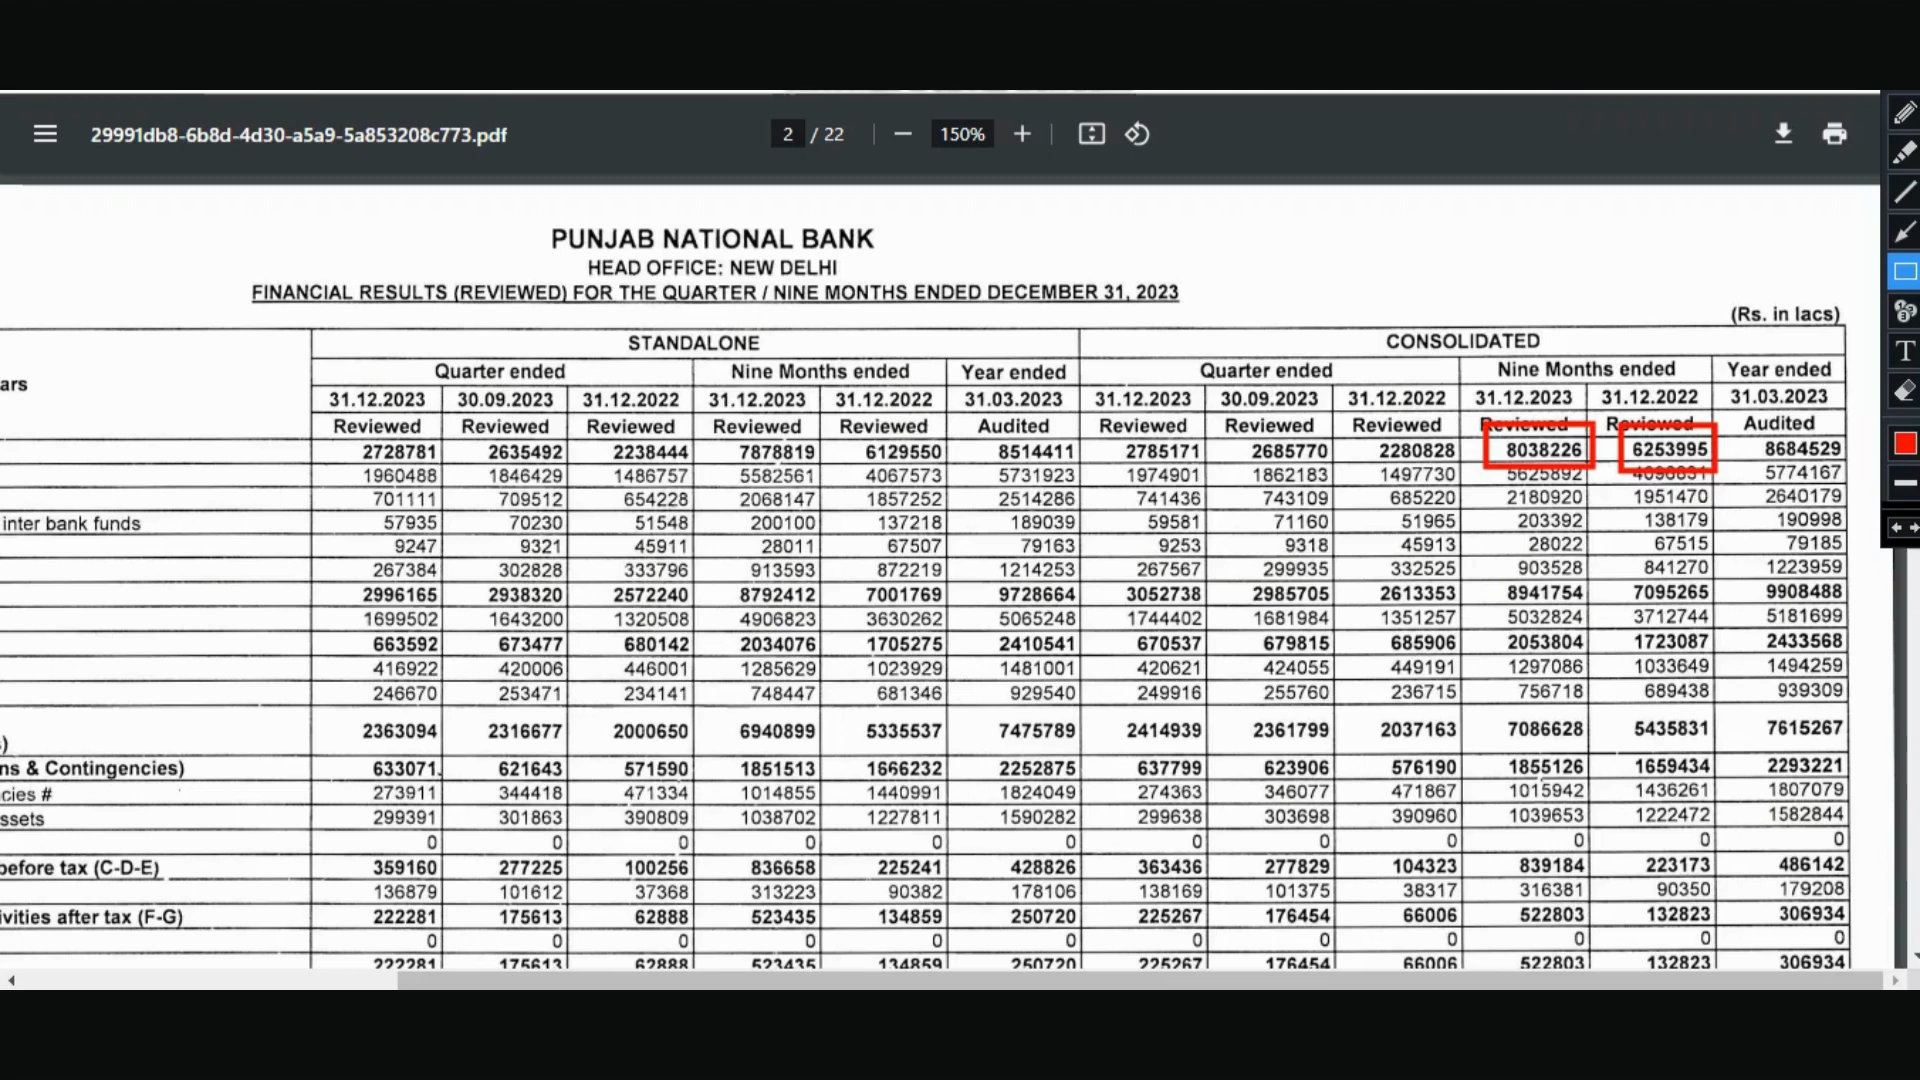 29991db8-6b8d-4d30-a5a9-5a853208c773.pdf 2 / 22 150%
PUNJAB NATIONAL BANK
HEAD OFFICE: NEW DELHI
FINANCIAL RESULTS (REVIEWED) FOR THE QUARTER / NINE MONTHS ENDED DECEMBER 31, 2023
(Rs. in lacs)
STANDALONE CONSOLIDATED
ars Quarter ended Nine Months ended Year ended Quarter ended Nine Months ended Year ended
31.12.2023 30.09.2023 31.12.2022 31.12.2023 31.12.2022 31.03.2023 31.12.2023 30.09.2023 31.12.2022 31.12.2023 31.12.2022 31.03.2023
Reviewed Reviewed Reviewed Reviewed Reviewed Audited Reviewed Reviewed Reviewed Reviewed Reviewed Audited
2728781 2635492 2238444 7878819 6129550 8514411 2785171 2685770 2280828 8038226 6253995 8684529
1960488 1846429 1486757 5582561 4067573 5731923 1974901 1862183 1497730 5625892 4096831 5774167
701111 709512 654228 2068147 1857252 2514286 741436 743109 685220 2180920 1951470 2640179
inter bank funds 57935 70230 51548 200100 137218 189039 59581 71160 51965 203392 138179 190998
9247 9321 45911 28011 67507 79163 9253 9318 45913 28022 67515 79185
267384 302828 333796 913593 872219 1214253 267567 299935 332525 903528 841270 1223959
2996165 2938320 2572240 8792412 7001769 9728664 3052738 2985705 2613353 8941754 7095265 9908488
1699502 1643200 1320508 4906823 3630262 5065248 1744402 1681984 1351257 5032824 3712744 5181699
663592 673477 680142 2034076 1705275 2410541 670537 679815 685906 2053804 1723087 2433568
416922 420006 446001 1285629 1023929 1481001 420621 424055 449191 1297086 1033649 1494259
246670 253471 234141 748447 681346 929540 249916 255760 236715 756718 689438 939309
) 2363094 2316677 2000650 6940899 5335537 7475789 2414939 2361799 2037163 7086628 5435831 7615267
ns & Contingencies) 633071 621643 571590 1851513 1666232 2252875 637799 623906 576190 1855126 1659434 2293221
cies # 273911 344418 471334 1014855 1440991 1824049 274363 346077 471867 1015942 1436261 1807079
ssets 299391 301863 390809 1038702 1227811 1590282 299638 303698 390960 1039653 1222472 1582844
0 0 0 0 0 0 0 0 0 0 0 0
before tax (C-D-E) 359160 277225 100256 836658 225241 428826 363436 277829 104323 839184 223173 486142
136879 101612 37368 313223 90382 178106 138169 101375 38317 316381 90350 179208
ivities after tax (F-G) 222281 175613 62888 523435 134859 250720 225267 176454 66006 522803 132823 306934
0 0 0 0 0 0 0 0 0 0 0 0
222281 175613 62888 523435 134859 250720 225267 176454 66006 522803 132823 306934